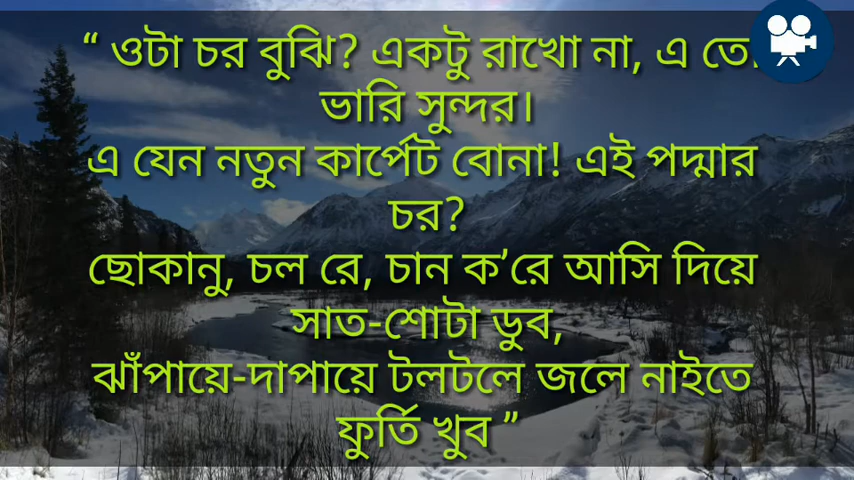 “ ওটা চর বুঝি? একটু রাখো না, এ তো
ভারি সুন্দর।
এ যেন নতুন কার্পেট বোনা! এই পদ্মার
চর?
ছোকানু, চল রে, চান ক’রে আসি দিয়ে
সাত-শোটা ডুব,
ঝাঁপায়ে-দাপায়ে টলটলে জলে নাইতে
ফুর্তি খুব ”